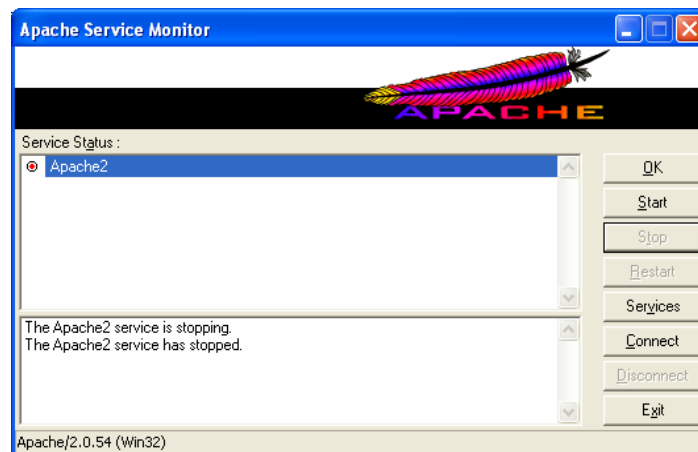 Apache Service Monitor
APACHE
Service Status :
Apache2
OK
Start
Stop
Restart
Services
Connect
Disconnect
Exit
The Apache2 service is stopping.
The Apache2 service has stopped.
Apache/2.0.54 (Win32)